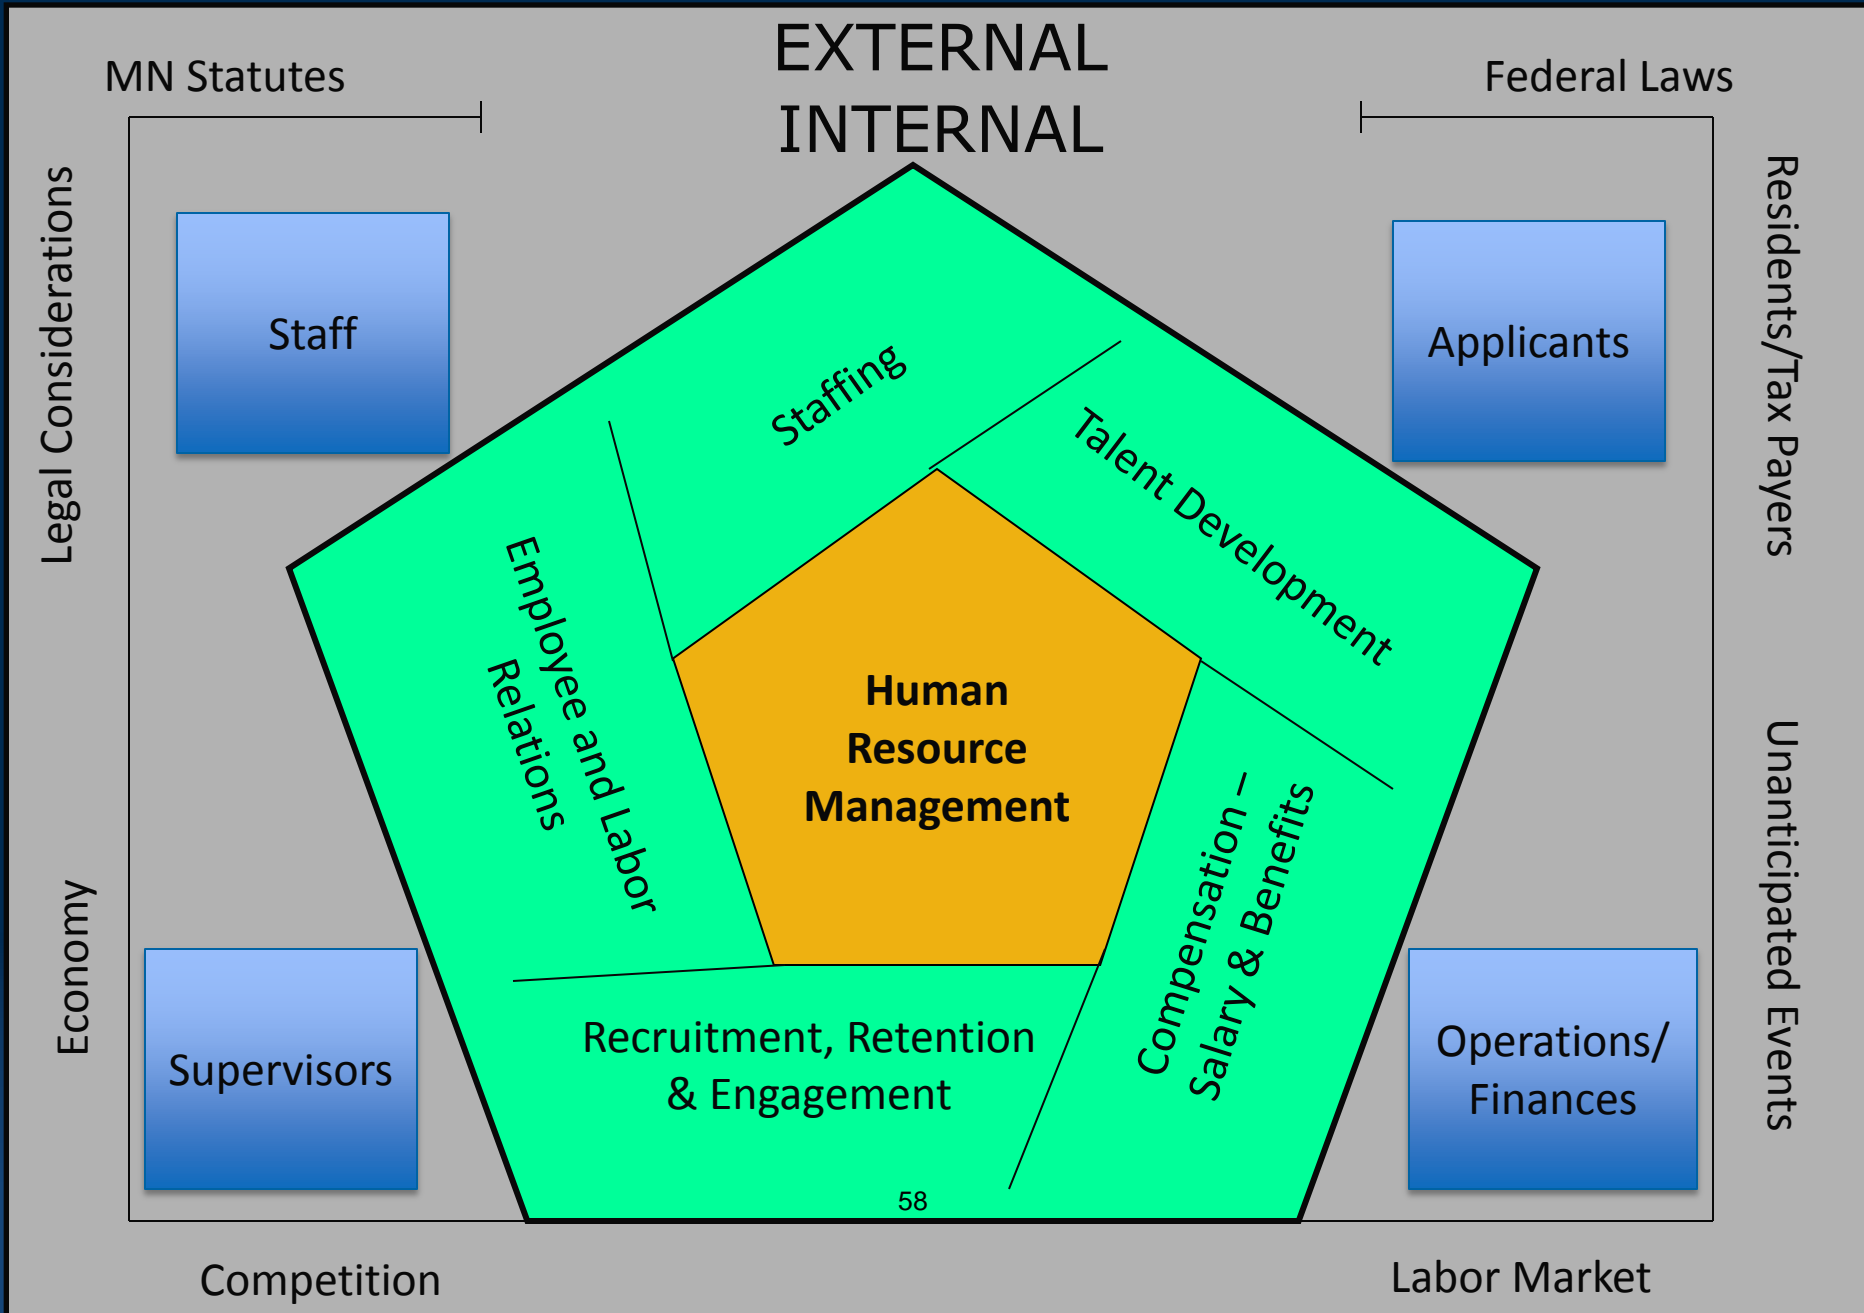 EXTERNAL
INTERNAL
MN Statutes
Federal Laws
Legal Considerations
Residents/Tax Payers
Staff
Applicants
Staffing
Talent Development
Employee and Labor
Relations
Human
Resource
Management
Compensation –
Salary & Benefits
Economy
Unanticipated Events
Supervisors
Recruitment, Retention
& Engagement
Operations/
Finances
58
Competition
Labor Market